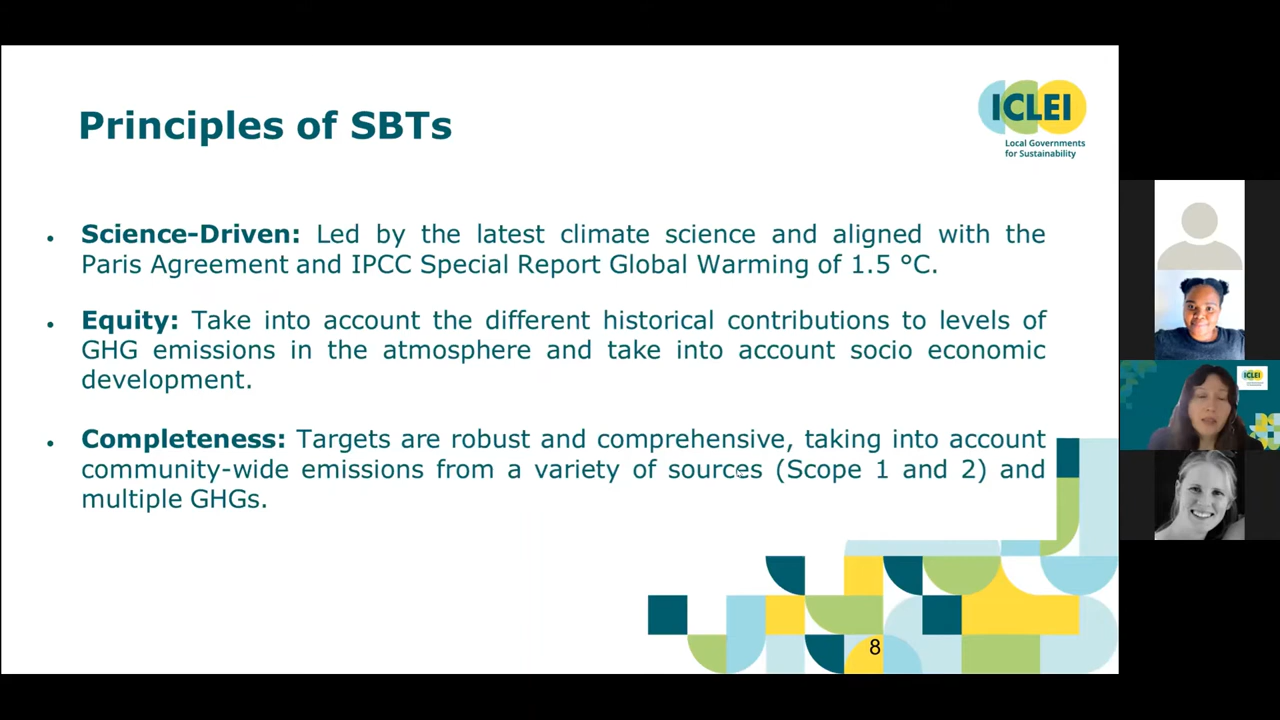 Principles of SBTs
ICLEI
Local Governments
for Sustainability
• Science-Driven: Led by the latest climate science and aligned with the
Paris Agreement and IPCC Special Report Global Warming of 1.5 °C.
• Equity: Take into account the different historical contributions to levels of
GHG emissions in the atmosphere and take into account socio economic
development.
• Completeness: Targets are robust and comprehensive, taking into account
community-wide emissions from a variety of sources (Scope 1 and 2) and
multiple GHGs.
8
ICLEI